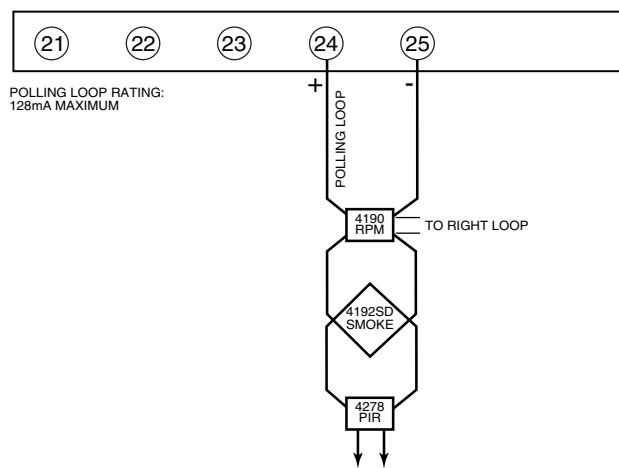 21 22 23 24 25
+ -
POLLING LOOP RATING:
128mA MAXIMUM
POLLING LOOP
4190
RPM
TO RIGHT LOOP
4192SD
SMOKE
4278
PIR